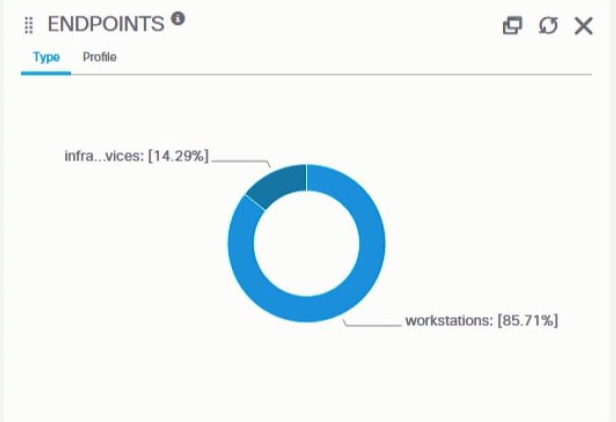 ENDPOINTS
Type Profile
infra...vices: [14.29%]
workstations: [85.71%]